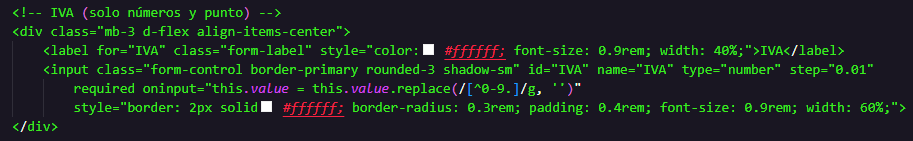 <!-- IVA (solo números y punto) -->
<div class="mb-3 d-flex align-items-center">
<label for="IVA" class="form-label" style="color: #ffffff; font-size: 0.9rem; width: 40%;">IVA</label>
<input class="form-control border-primary rounded-3 shadow-sm" id="IVA" name="IVA" type="number" step="0.01"
required oninput="this.value = this.value.replace(/[^0-9.]/g, '')"
style="border: 2px solid #ffffff; border-radius: 0.3rem; padding: 0.4rem; font-size: 0.9rem; width: 60%;">
</div>